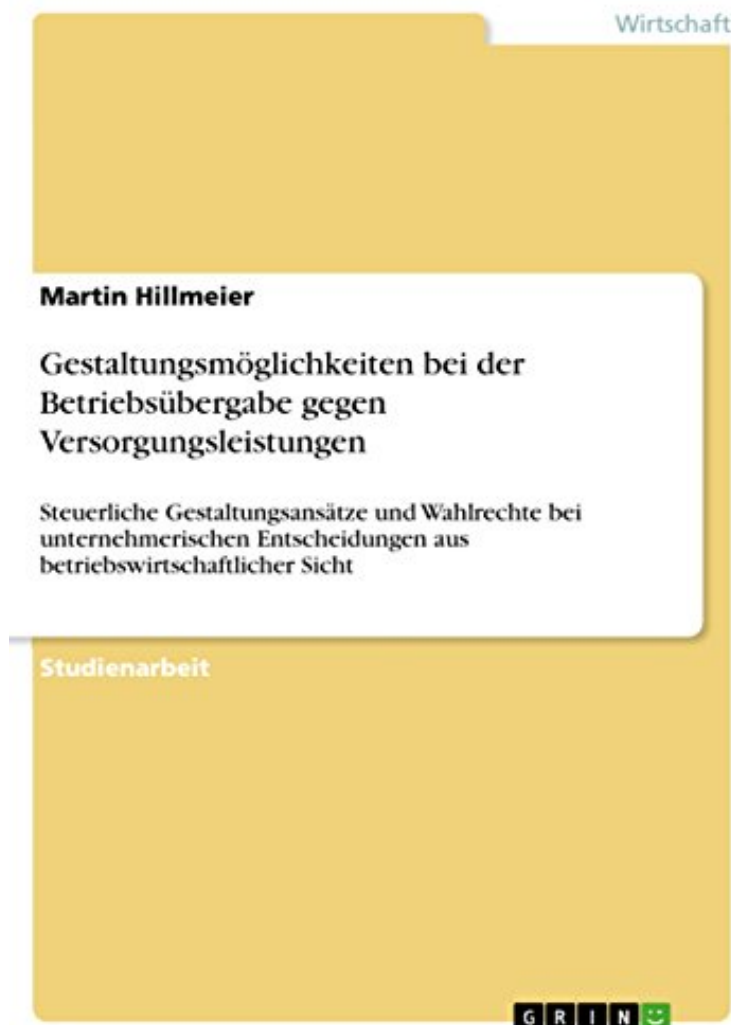 Wirtschaft
Martin Hillmeier
Gestaltungsmöglichkeiten bei der
Betriebsübergabe gegen
Versorgungsleistungen
Steuerliche Gestaltungsansätze und Wahlrechte bei
unternehmerischen Entscheidungen aus
betriebswirtschaftlicher Sicht
Studienarbeit
GRIN